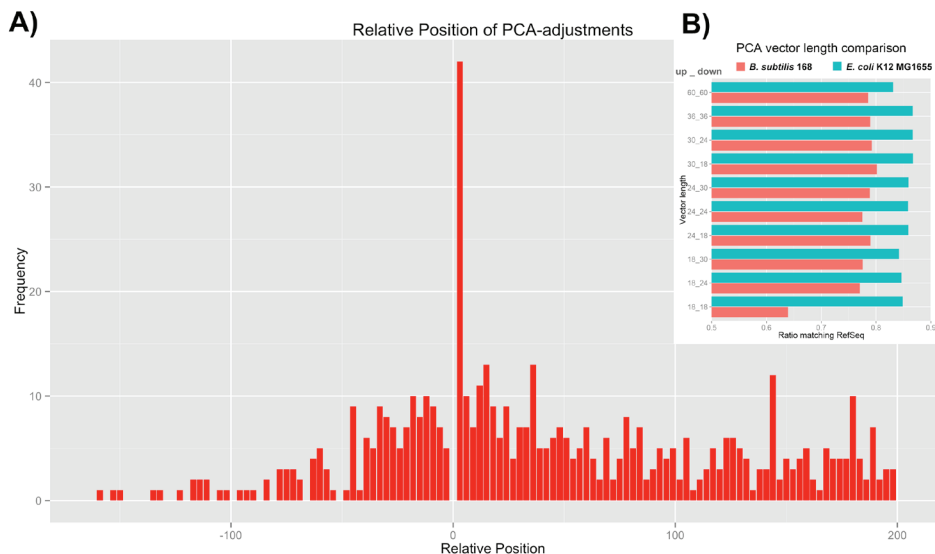 A)
Relative Position of PCA-adjustments
40
30
20
10
0
Frequency
-100
0
100
200
Relative Position
B)
PCA vector length comparison
B. subtilis 168
E. coli K12 MG1655
up _ down
60_60
36_36
30_24
30_18
24_30
24_24
24_18
18_30
18_24
18_18
Vector length
0.5
0.6
0.7
0.8
0.9
Ratio matching RefSeq